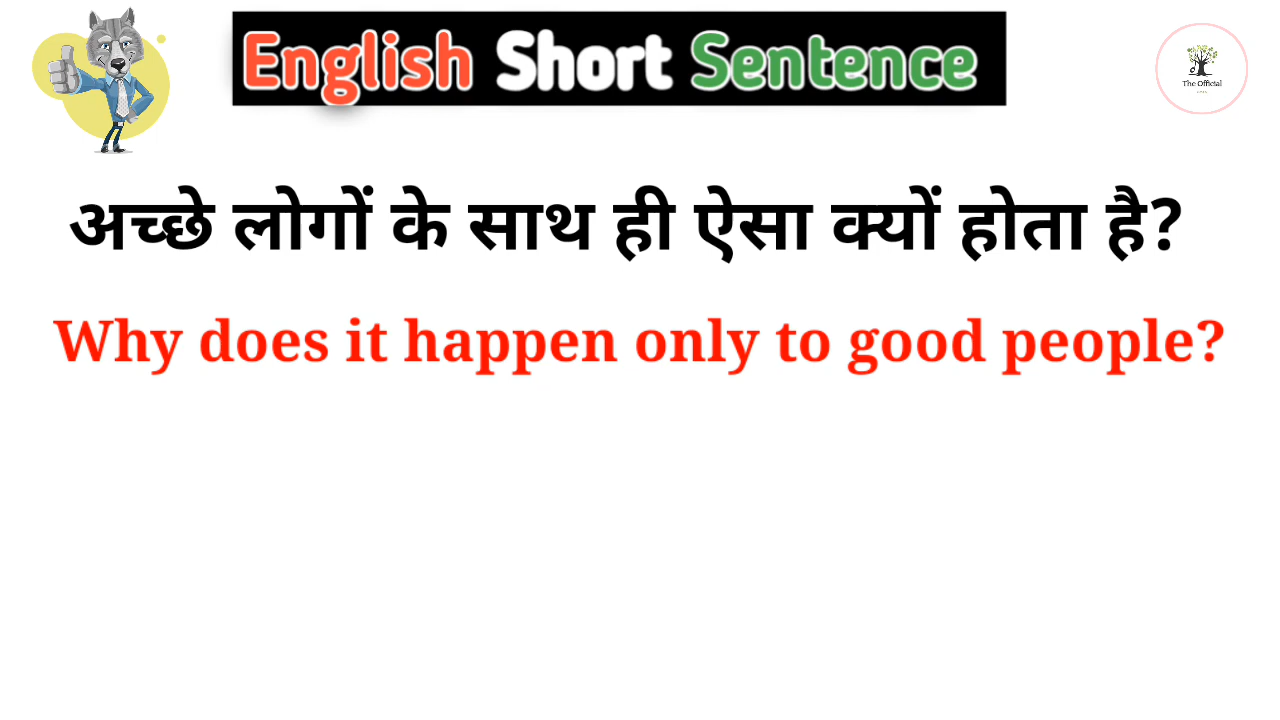 English Short Sentence
The Official
अच्छे लोगों के साथ ही ऐसा क्यों होता है?
Why does it happen only to good people?